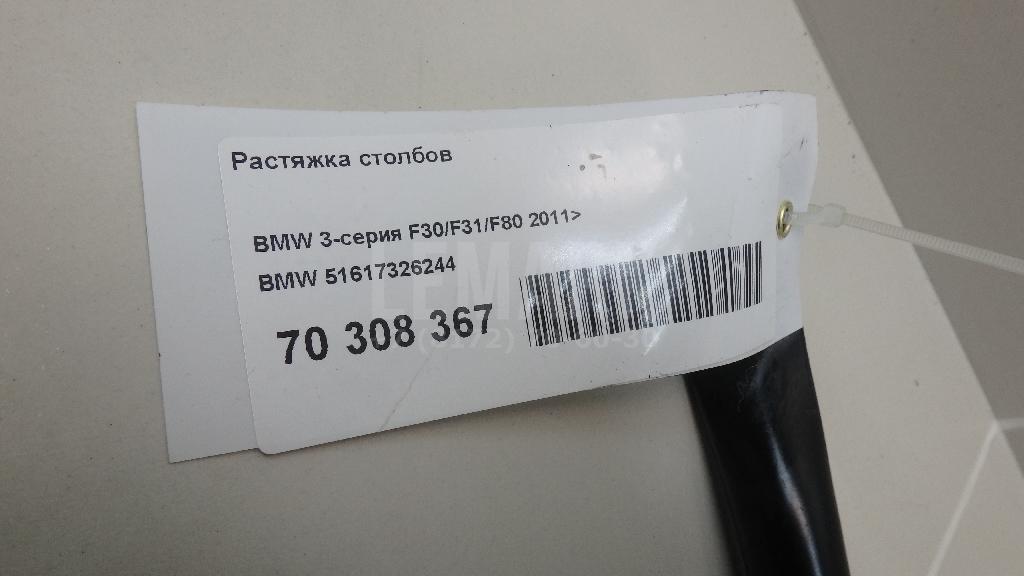 Растяжка столбов
BMW 3-серия F30/F31/F80 2011>
BMW 51617326244
70 308 367